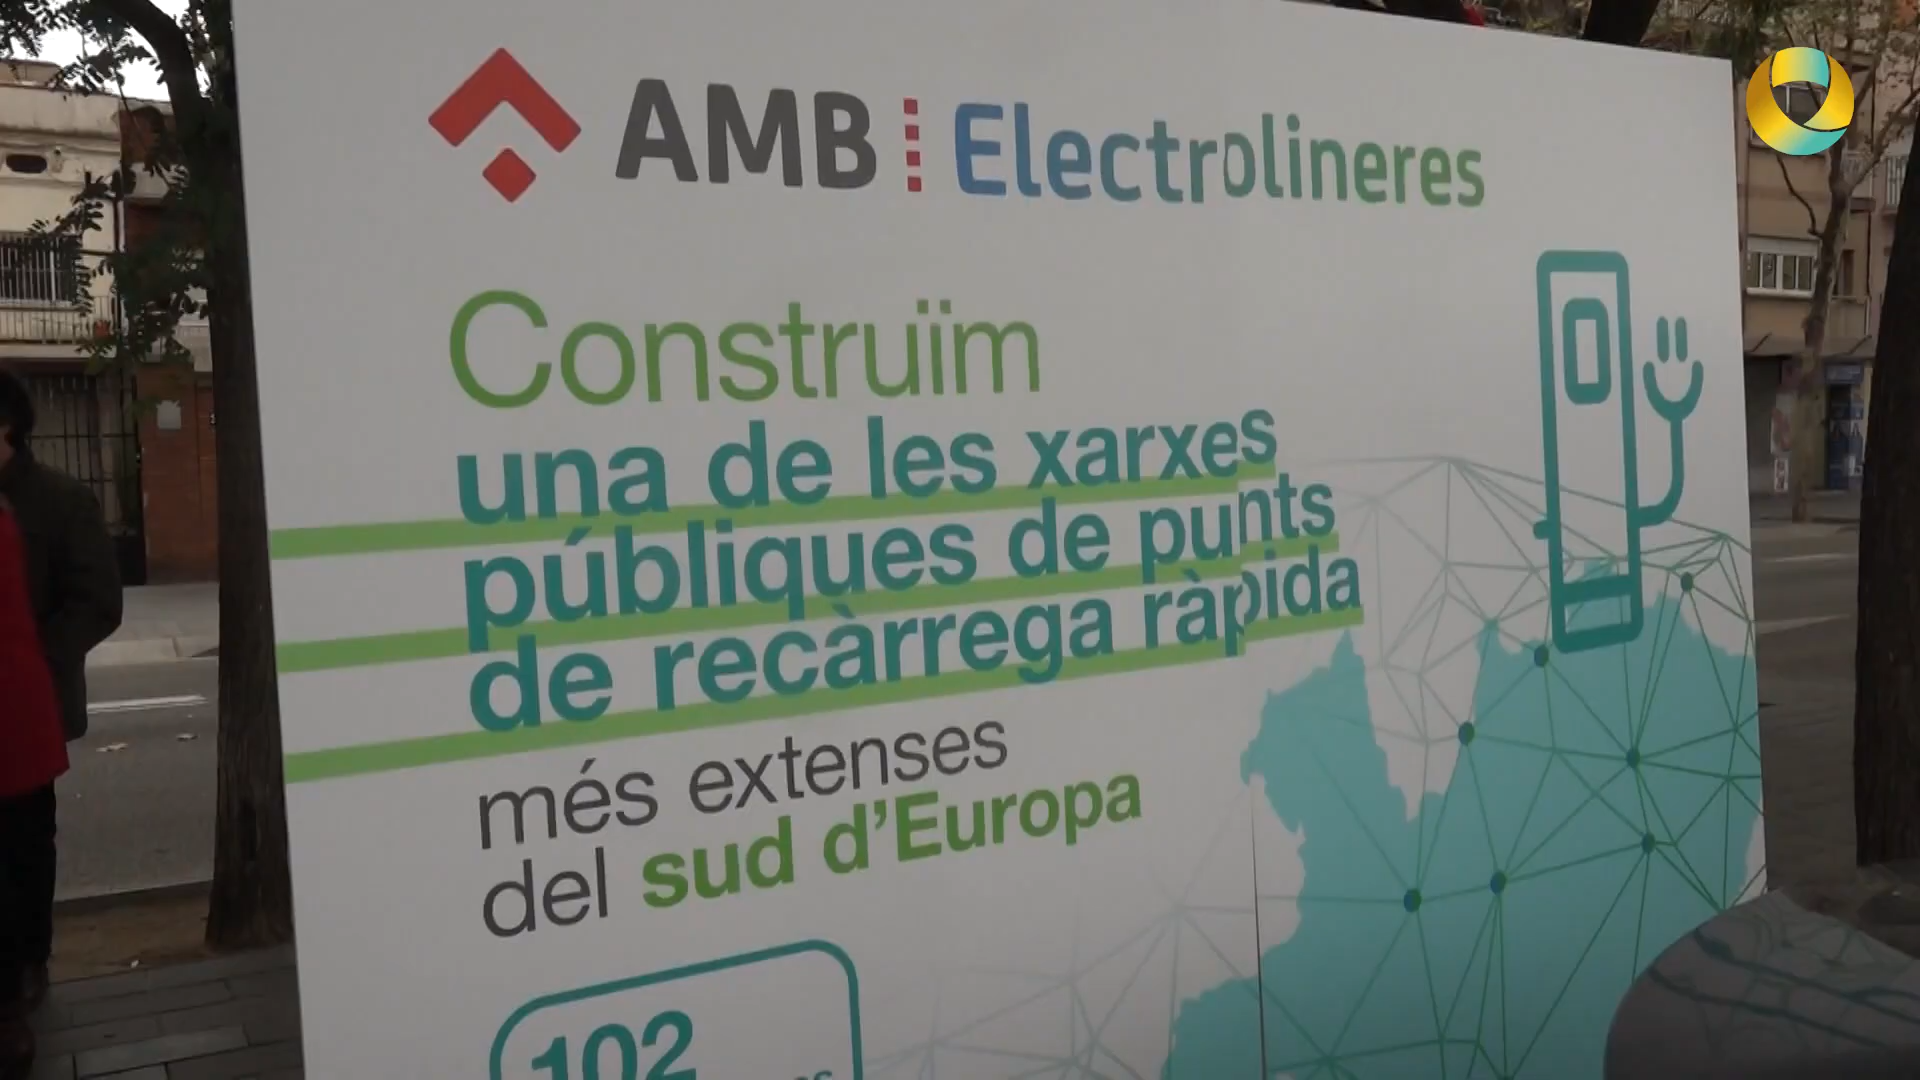 AMB Electrolineres
Construïm
una de les xarxes
públiques de punts
de recàrrega ràpida
més extenses
del sud d'Europa
102